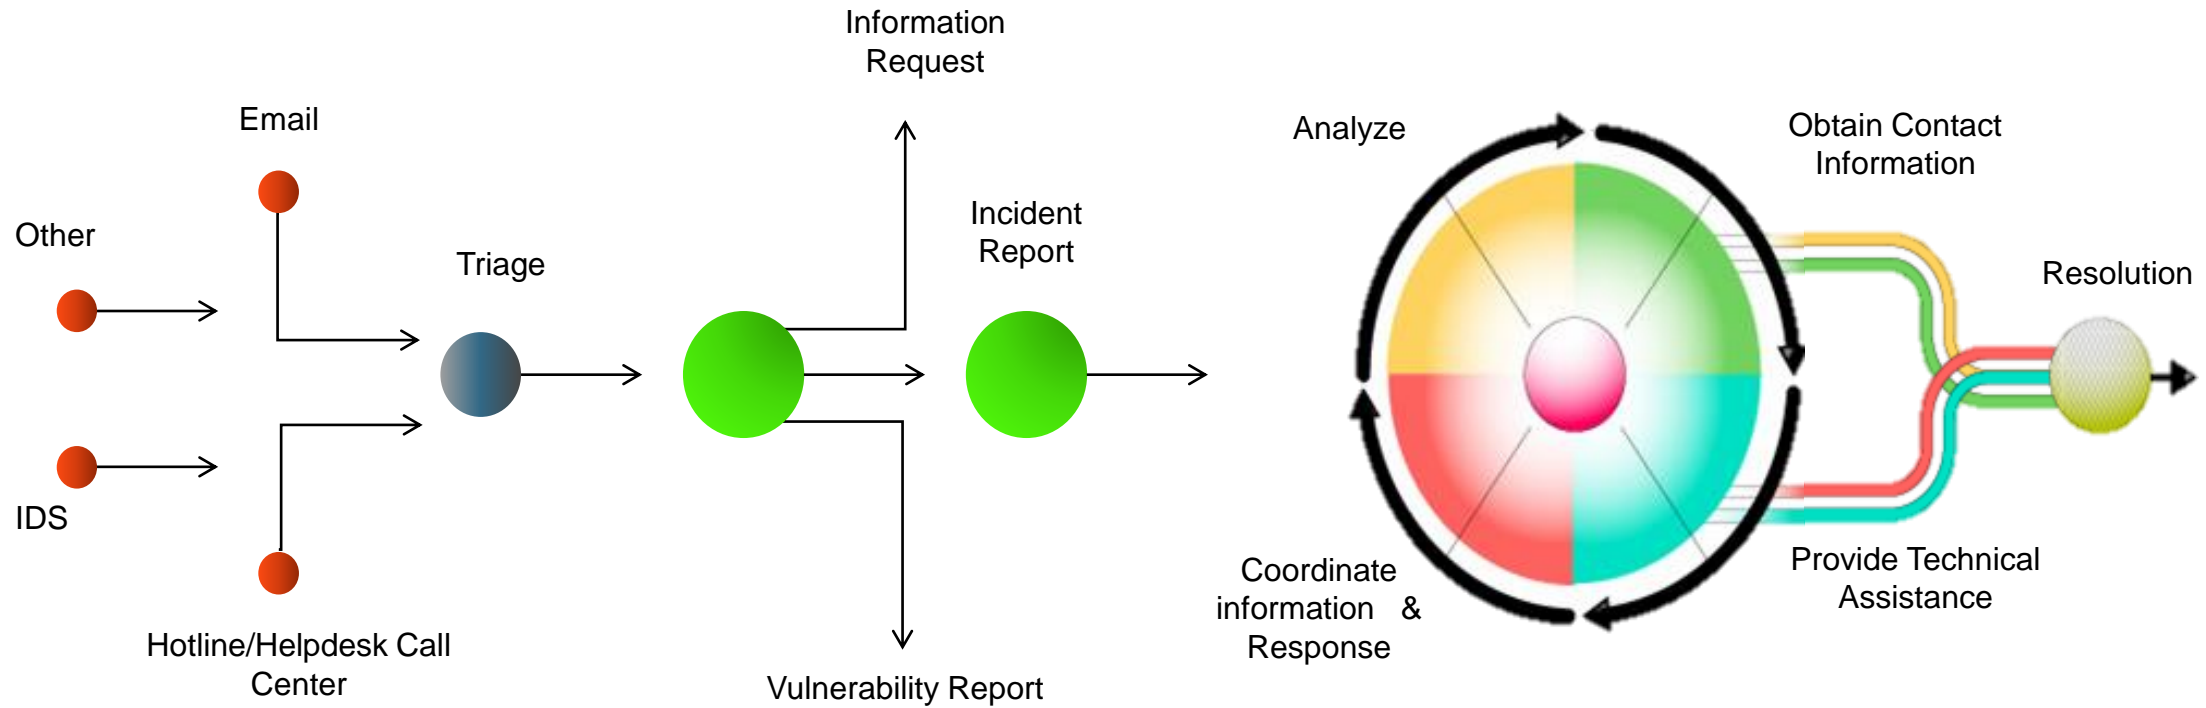 Information
Request
Email
Analyze
Obtain Contact
Information
Other
Incident
Report
Triage
Resolution
IDS
Hotline/Helpdesk Call
Center
Vulnerability Report
Coordinate
information &
Response
Provide Technical
Assistance